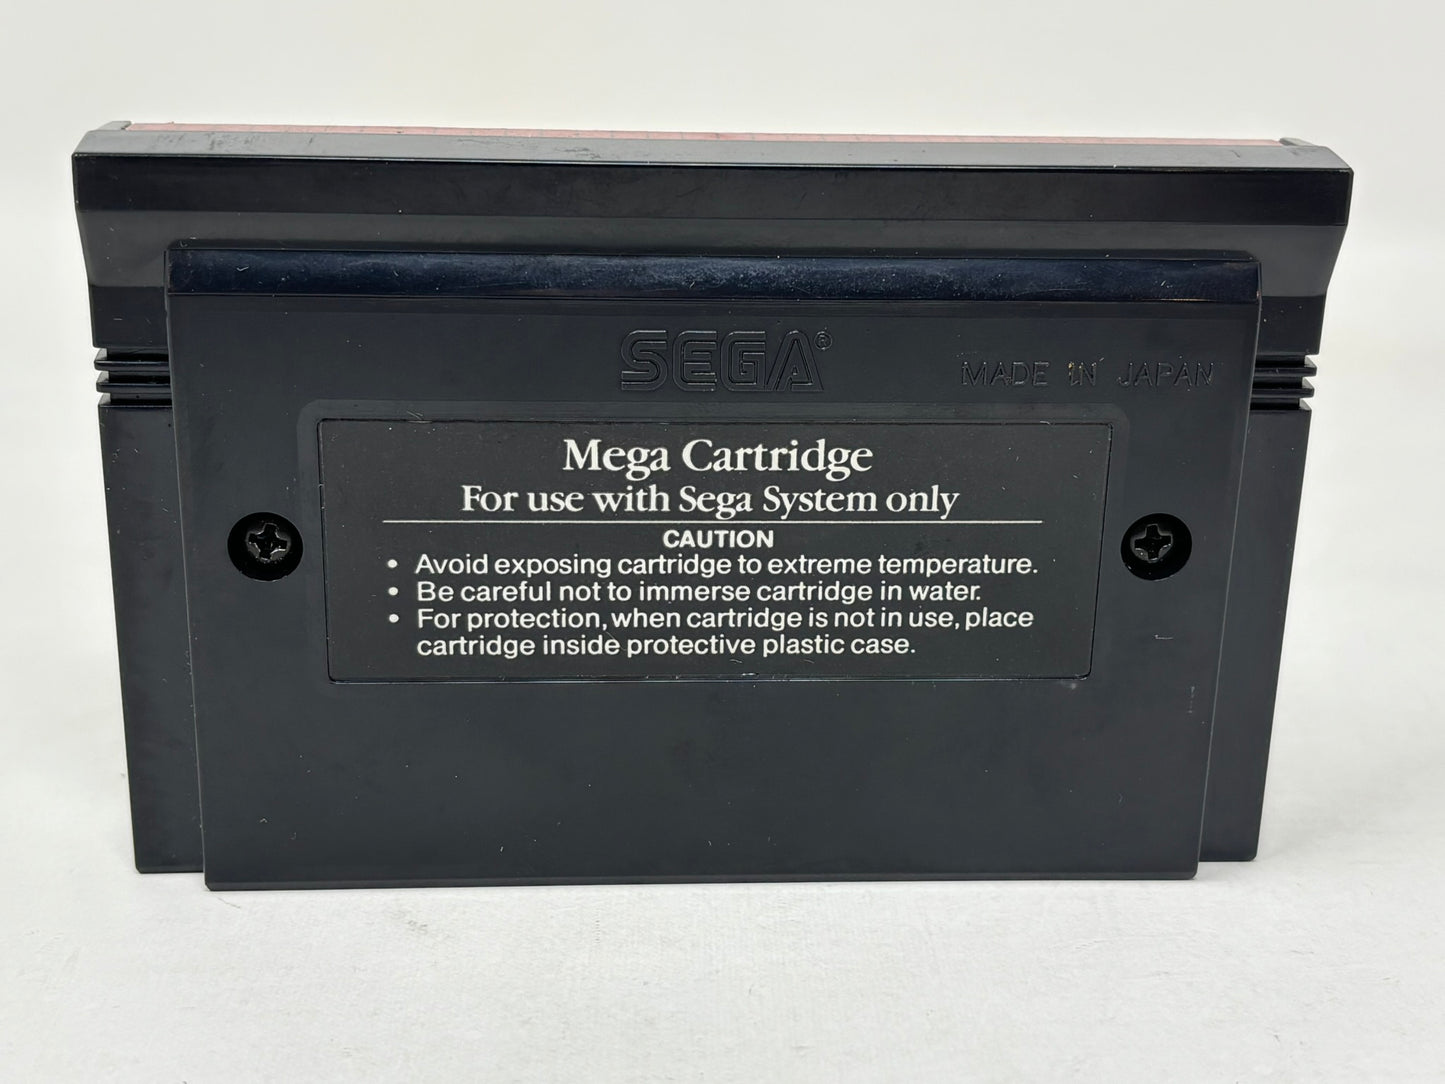 SEGA®
MADE IN JAPAN
Mega Cartridge
For use with Sega System only
CAUTION
• Avoid exposing cartridge to extreme temperature.
• Be careful not to immerse cartridge in water.
• For protection, when cartridge is not in use, place
cartridge inside protective plastic case.